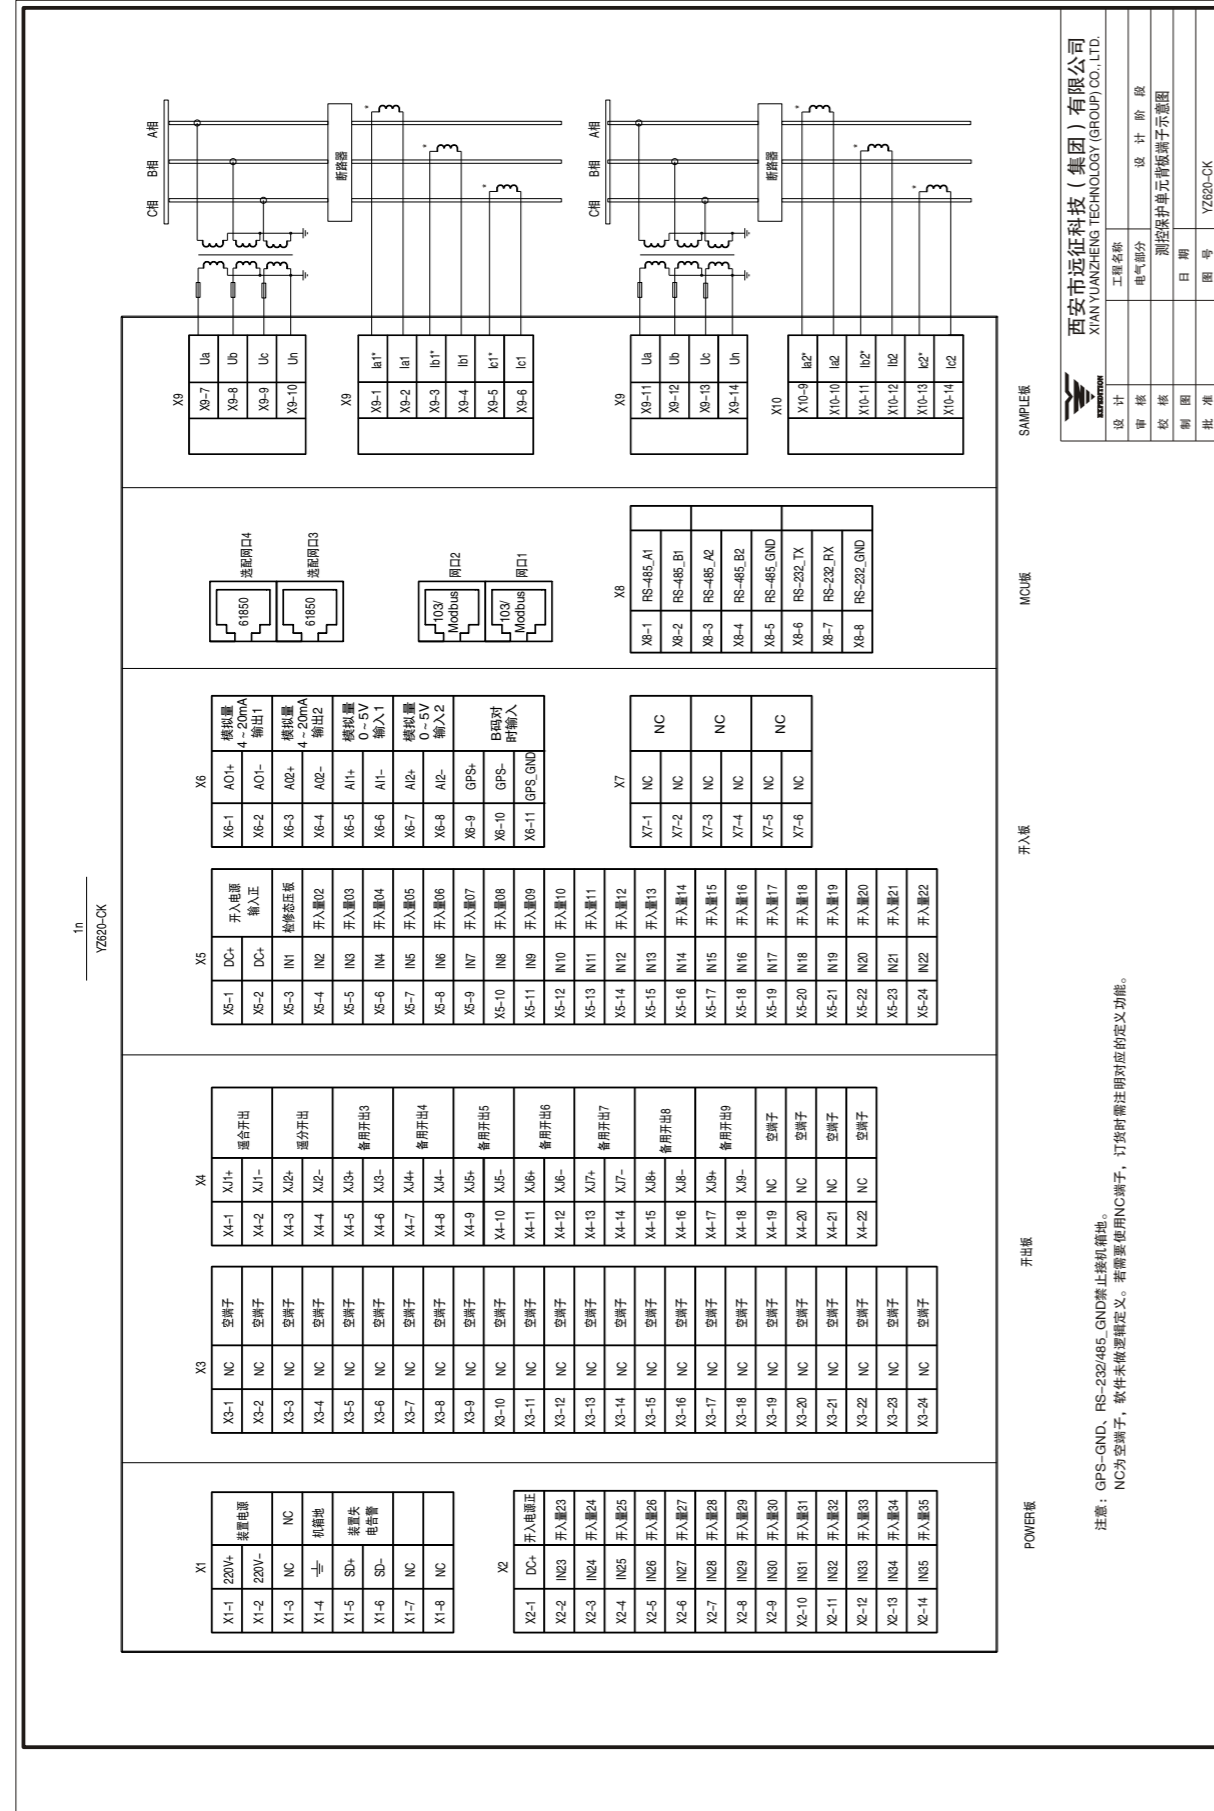 1n
YZ620-CK
X1
X1-1 220V+ 装置电源
X1-2 220V-
X1-3 NC NC
X1-4 机箱地
X1-5 SD+ 装置失
电告警
X1-6 SD-
X1-7 NC
X1-8 NC
X2
X2-1 DC+ 开入电源正
X2-2 IN23 开入量23
X2-3 IN24 开入量24
X2-4 IN25 开入量25
X2-5 IN26 开入量26
X2-6 IN27 开入量27
X2-7 IN28 开入量28
X2-8 IN29 开入量29
X2-9 IN30 开入量30
X2-10 IN31 开入量31
X2-11 IN32 开入量32
X2-12 IN33 开入量33
X2-13 IN34 开入量34
X2-14 IN35 开入量35
POWER板
X3
X3-1 NC 空端子
X3-2 NC 空端子
X3-3 NC 空端子
X3-4 NC 空端子
X3-5 NC 空端子
X3-6 NC 空端子
X3-7 NC 空端子
X3-8 NC 空端子
X3-9 NC 空端子
X3-10 NC 空端子
X3-11 NC 空端子
X3-12 NC 空端子
X3-13 NC 空端子
X3-14 NC 空端子
X3-15 NC 空端子
X3-16 NC 空端子
X3-17 NC 空端子
X3-18 NC 空端子
X3-19 NC 空端子
X3-20 NC 空端子
X3-21 NC 空端子
X3-22 NC 空端子
X3-23 NC 空端子
X3-24 NC 空端子
X4
X4-1 XJ1+ 遥合开出
X4-2 XJ1-
X4-3 XJ2+ 遥分开出
X4-4 XJ2-
X4-5 XJ3+ 备用开出3
X4-6 XJ3-
X4-7 XJ4+ 备用开出4
X4-8 XJ4-
X4-9 XJ5+ 备用开出5
X4-10 XJ5-
X4-11 XJ6+ 备用开出6
X4-12 XJ6-
X4-13 XJ7+ 备用开出7
X4-14 XJ7-
X4-15 XJ8+ 备用开出8
X4-16 XJ8-
X4-17 XJ9+ 备用开出9
X4-18 XJ9-
X4-19 NC 空端子
X4-20 NC 空端子
X4-21 NC 空端子
X4-22 NC 空端子
开出板
X5
X5-1 DC+ 开入电源
输入正
X5-2 DC+
X5-3 IN1 检修态压板
X5-4 IN2 开入量02
X5-5 IN3 开入量03
X5-6 IN4 开入量04
X5-7 IN5 开入量05
X5-8 IN6 开入量06
X5-9 IN7 开入量07
X5-10 IN8 开入量08
X5-11 IN9 开入量09
X5-12 IN10 开入量10
X5-13 IN11 开入量11
X5-14 IN12 开入量12
X5-15 IN13 开入量13
X5-16 IN14 开入量14
X5-17 IN15 开入量15
X5-18 IN16 开入量16
X5-19 IN17 开入量17
X5-20 IN18 开入量18
X5-21 IN19 开入量19
X5-22 IN20 开入量20
X5-23 IN21 开入量21
X5-24 IN22 开入量22
X6
X6-1 AO1+ 模拟量
4~20mA
输出1
X6-2 AO1-
X6-3 A02+ 模拟量
4~20mA
输出2
X6-4 A02-
X6-5 AI1+ 模拟量
0~5V
输入1
X6-6 AI1-
X6-7 AI2+ 模拟量
0~5V
输入2
X6-8 AI2-
X6-9 GPS+ B码对
时输入
X6-10 GPS-
X6-11 GPS_GND
X7
X7-1 NC NC
X7-2 NC
X7-3 NC NC
X7-4 NC
X7-5 NC NC
X7-6 NC
开入板
61850 选配网口4
61850 选配网口3
103/
Modbus 网口2
103/
Modbus 网口1
X8
X8-1 RS-485_A1
X8-2 RS-485_B1
X8-3 RS-485_A2
X8-4 RS-485_B2
X8-5 RS-485_GND
X8-6 RS-232_TX
X8-7 RS-232_RX
X8-8 RS-232_GND
MCU板
X9
X9-7 Ua
X9-8 Ub
X9-9 Uc
X9-10 Un
X9
X9-1 Ia1*
X9-2 Ia1
X9-3 Ib1*
X9-4 Ib1
X9-5 Ic1*
X9-6 Ic1
X9
X9-11 Ua
X9-12 Ub
X9-13 Uc
X9-14 Un
X10
X10-9 Ia2*
X10-10 Ia2
X10-11 Ib2*
X10-12 Ib2
X10-13 Ic2*
X10-14 Ic2
SAMPLE板
A相
B相
C相
断路器
*
*
*
A相
B相
C相
断路器
*
*
*
注意：GPS-GND、RS-232/485_GND禁止接机箱地。
NC为空端子，软件未做逻辑定义。若需要使用NC端子，订货时需注明对应的定义功能。
EXPEDITION
西安市远征科技（集团）有限公司
XI'AN YUANZHENG TECHNOLOGY (GROUP) CO., LTD.
设 计 工程名称
审 核 电气部分 设 计 阶 段
校 核 测控保护单元背板端子示意图
制 图 日 期
批 准 图 号 YZ620-CK